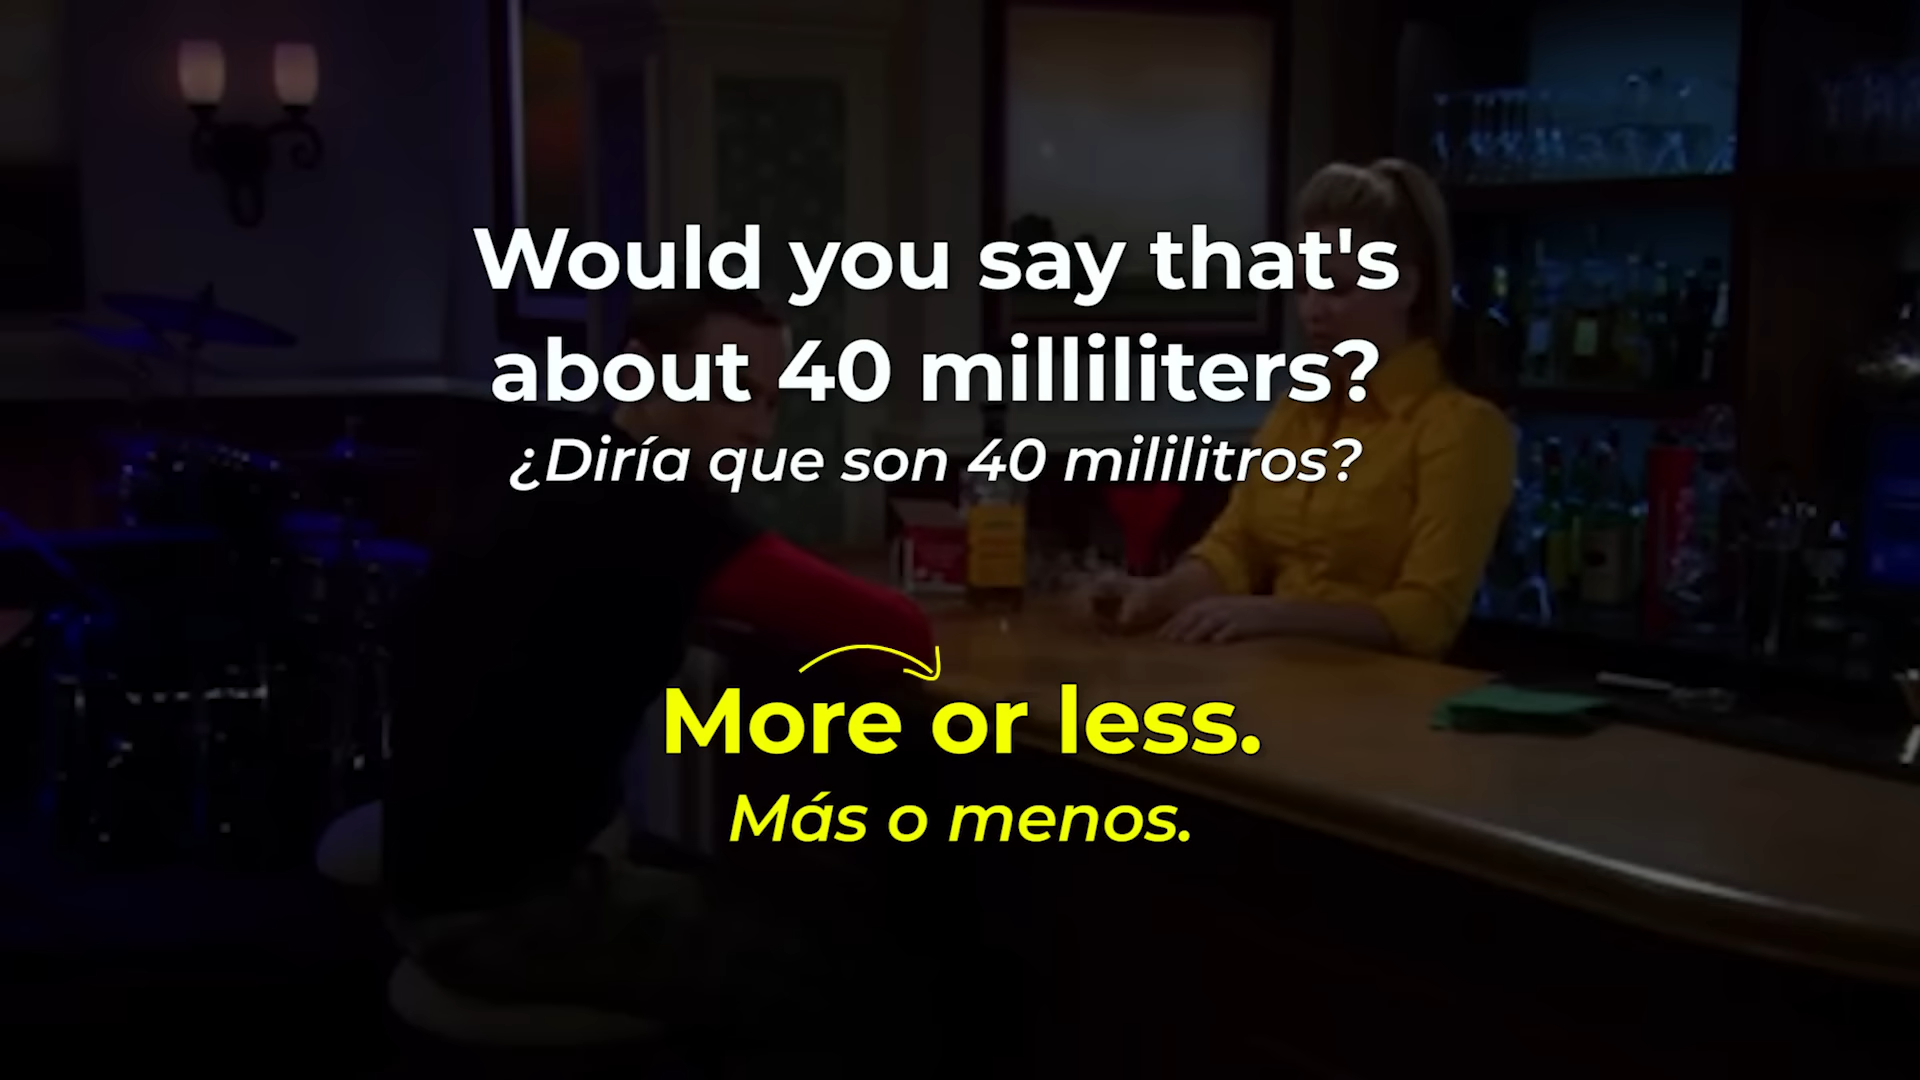 Would you say that's
about 40 milliliters?
¿Diría que son 40 mililitros?
More or less.
Más o menos.